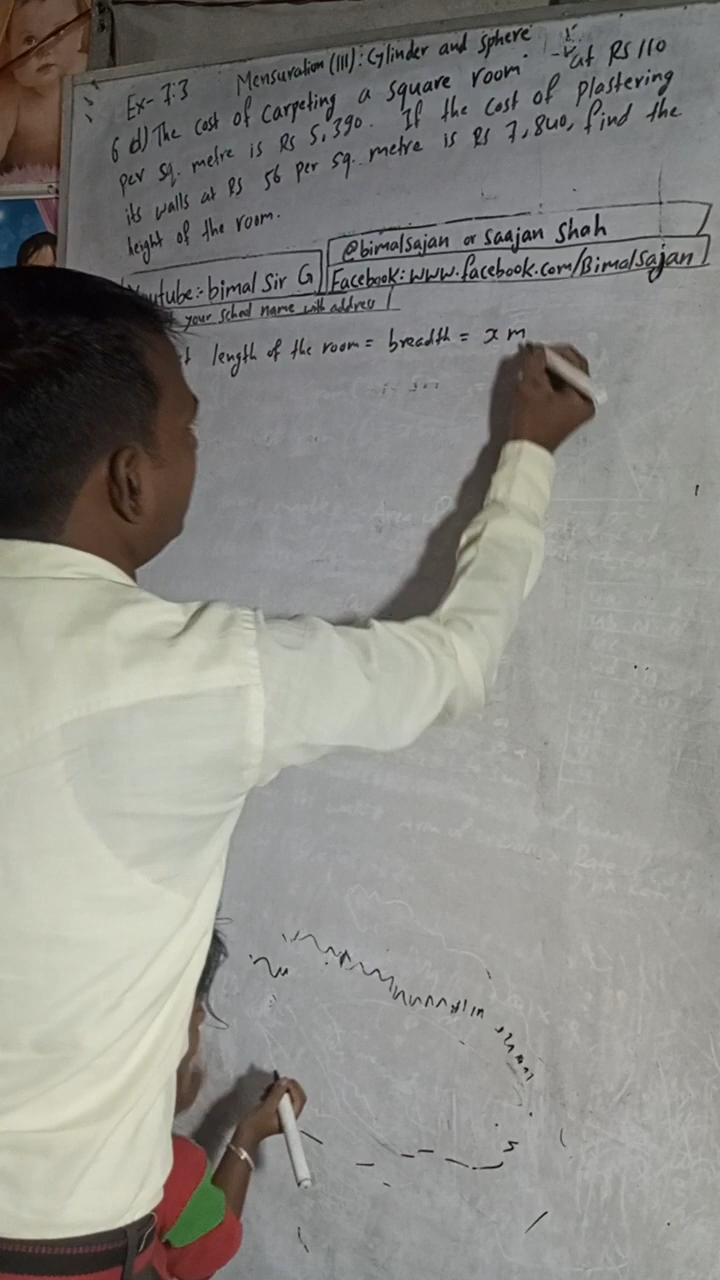 Ex- 7.3 Mensuration (III): Cylinder and sphere
6 d) The cost of Carpeting a square room at RS 110
per sq. metre is Rs 5,390. If the cost of plastering
its walls at RS 56 per sq. metre is RS 7,840, find the
height of the room.
Youtube:- bimal Sir G
@bimalsajan or Saajan Shah
Facebook: www.facebook.com/Bimalsajan
your school name with address
length of the room = breadth = x m